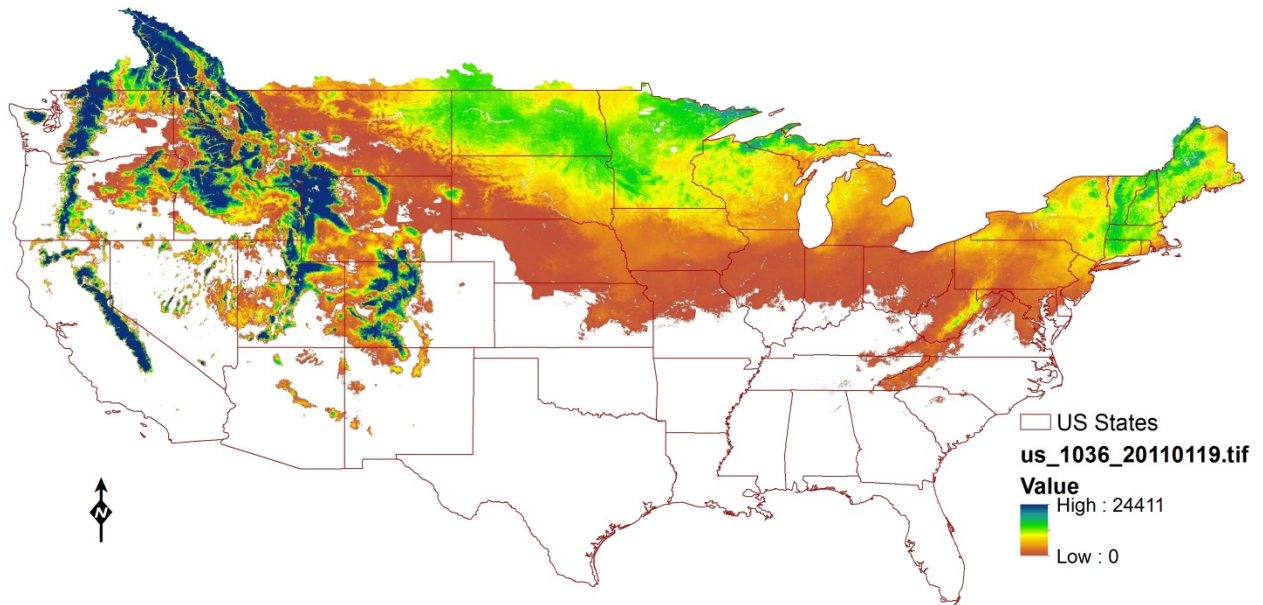 N
US States
us_1036_20110119.tif
Value
High : 24411
Low : 0